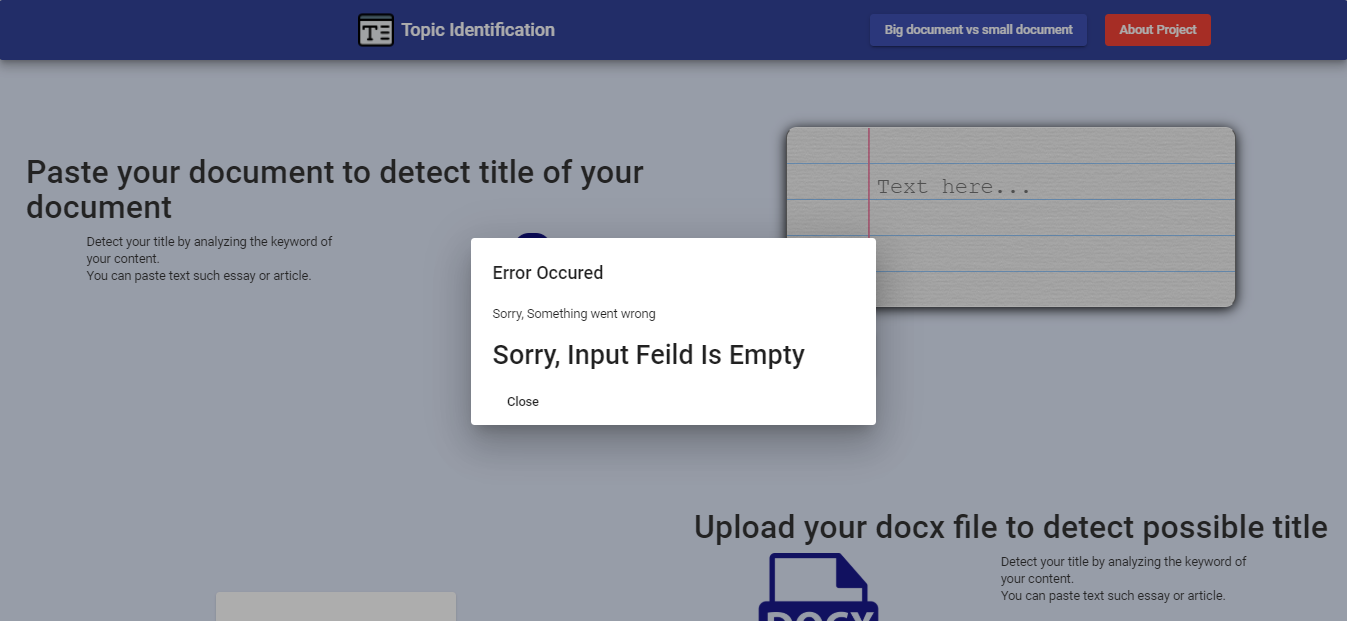 Topic Identification
Big document vs small document
About Project
Paste your document to detect title of your
document
Detect your title by analyzing the keyword of
your content.
You can paste text such essay or article.
Text here...
Error Occured
Sorry, Something went wrong
Sorry, Input Feild Is Empty
Close
Upload your docx file to detect possible title
Detect your title by analyzing the keyword of
your content.
You can paste text such essay or article.
DOCX